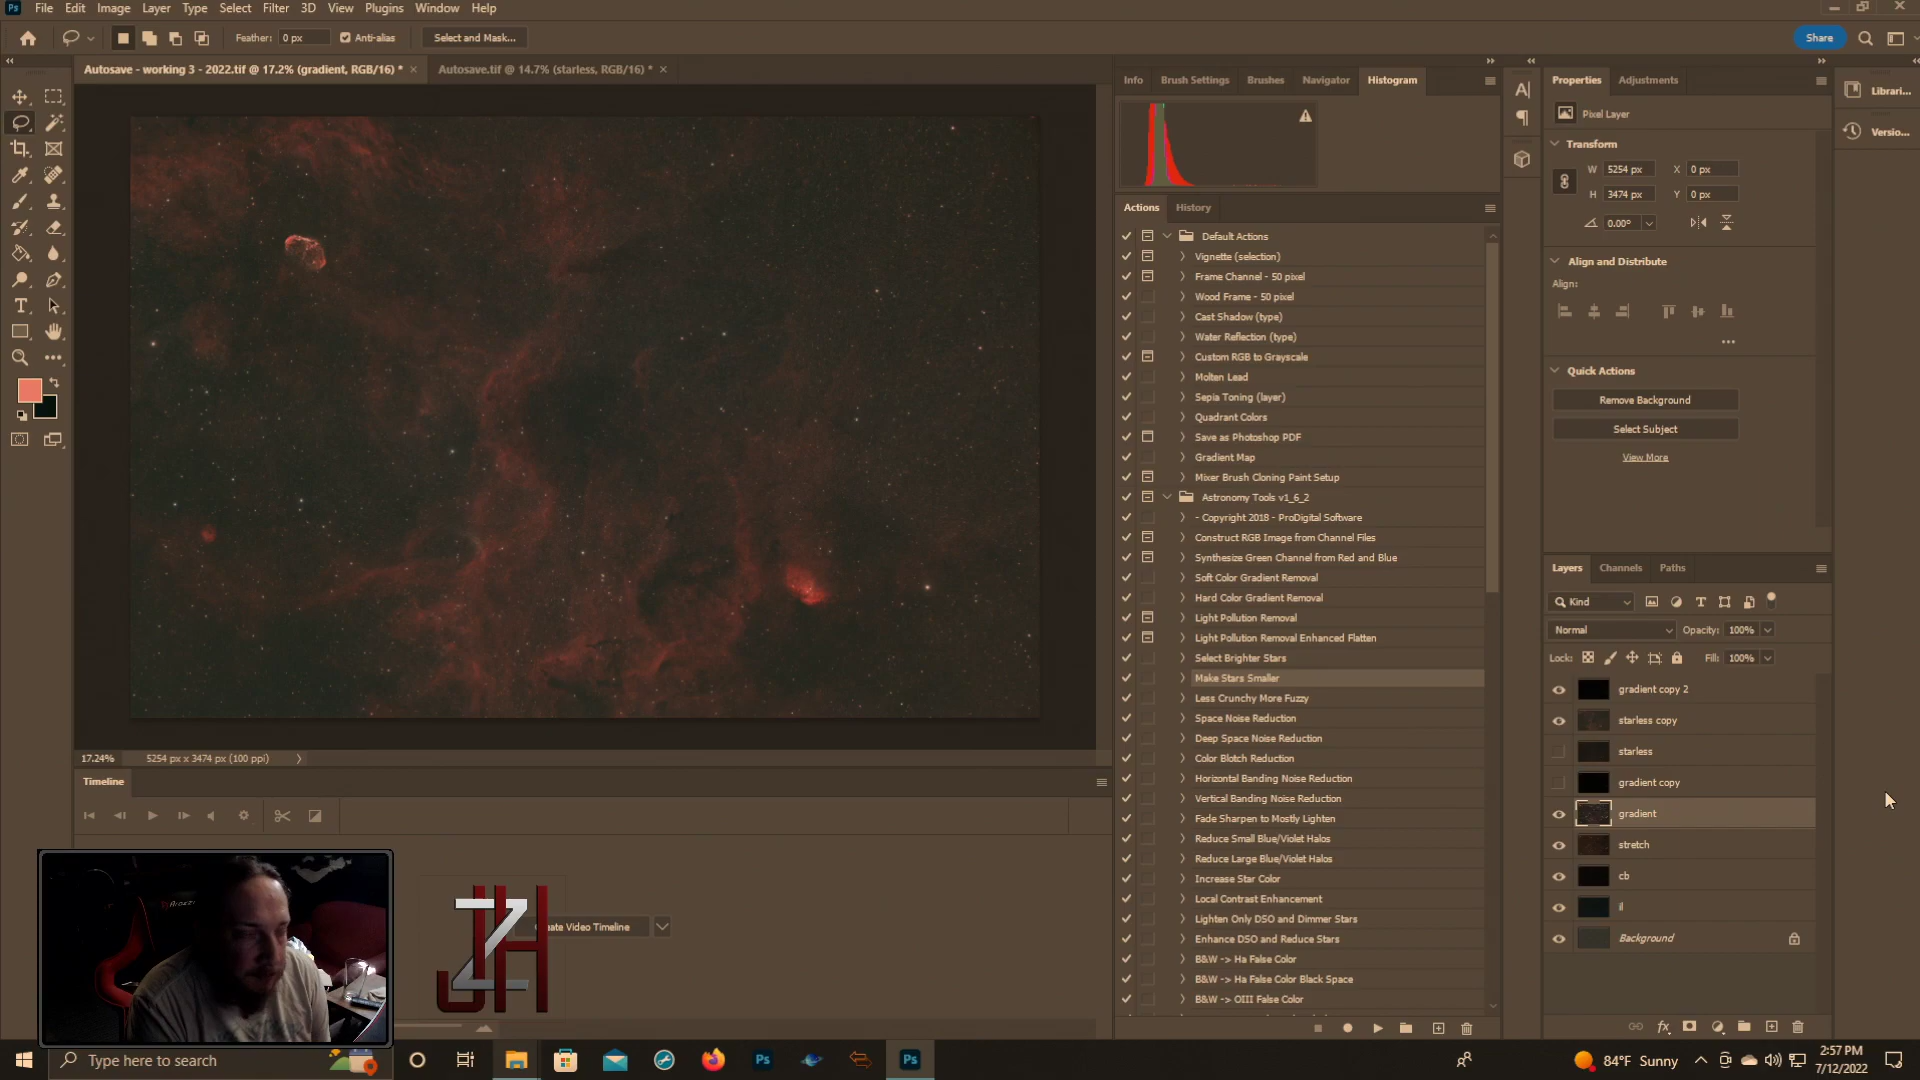 Ps File Edit Image Layer Type Select Filter 3D View Plugins Window Help
Feather: 0 px Anti-alias Select and Mask... Share
Autosave - working 3 - 2022.tif @ 17.2% (gradient, RGB/16) * × Autosave.tif @ 14.7% (starless, RGB/16) * ×
Info Brush Settings Brushes Navigator Histogram
Actions History
Default Actions
Vignette (selection)
Frame Channel - 50 pixel
Wood Frame - 50 pixel
Cast Shadow (type)
Water Reflection (type)
Custom RGB to Grayscale
Molten Lead
Sepia Toning (layer)
Quadrant Colors
Save as Photoshop PDF
Gradient Map
Mixer Brush Cloning Paint Setup
Astronomy Tools v1_6_2
- Copyright 2018 - ProDigital Software
Construct RGB Image from Channel Files
Synthesize Green Channel from Red and Blue
Soft Color Gradient Removal
Hard Color Gradient Removal
Light Pollution Removal
Light Pollution Removal Enhanced Flatten
Select Brighter Stars
Make Stars Smaller
Less Crunchy More Fuzzy
Space Noise Reduction
Deep Space Noise Reduction
Color Blotch Reduction
Horizontal Banding Noise Reduction
Vertical Banding Noise Reduction
Fade Sharpen to Mostly Lighten
Reduce Small Blue/Violet Halos
Reduce Large Blue/Violet Halos
Increase Star Color
Local Contrast Enhancement
Lighten Only DSO and Dimmer Stars
Enhance DSO and Reduce Stars
B&W -> Ha False Color
B&W -> Ha False Color Black Space
B&W -> OIII False Color
Properties Adjustments
Pixel Layer
Transform
W 5254 px X 0 px
H 3474 px Y 0 px
0.00°
Align and Distribute
Align:
Quick Actions
Remove Background
Select Subject
View More
Librari...
Versio...
Layers Channels Paths
Kind
Normal Opacity: 100%
Lock: Fill: 100%
gradient copy 2
starless copy
starless
gradient copy
gradient
stretch
cb
il
Background
17.24% 5254 px x 3474 px (100 ppi)
Timeline
ate Video Timeline
JZH
Type here to search
Ps Ps
84°F Sunny
2:57 PM
7/12/2022